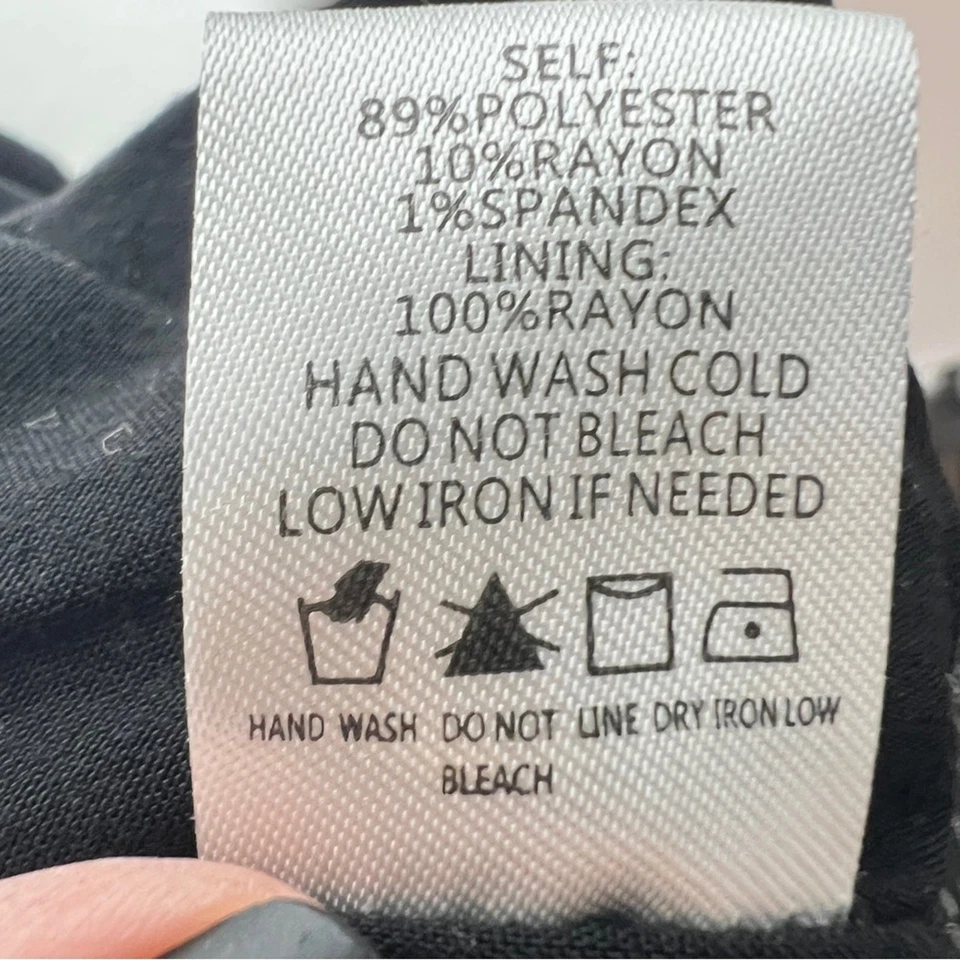 SELF:
89%POLYESTER
10%RAYON
1%SPANDEX
LINING:
100%RAYON
HAND WASH COLD
DO NOT BLEACH
LOW IRON IF NEEDED
HAND WASH DO NOT LINE DRY IRON LOW
BLEACH